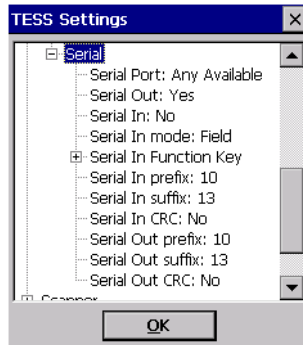 TESS Settings
Serial
Serial Port: Any Available
Serial Out: Yes
Serial In: No
Serial In mode: Field
Serial In Function Key
Serial In prefix: 10
Serial In suffix: 13
Serial In CRC: No
Serial Out prefix: 10
Serial Out suffix: 13
Serial Out CRC: No
Scanner
OK